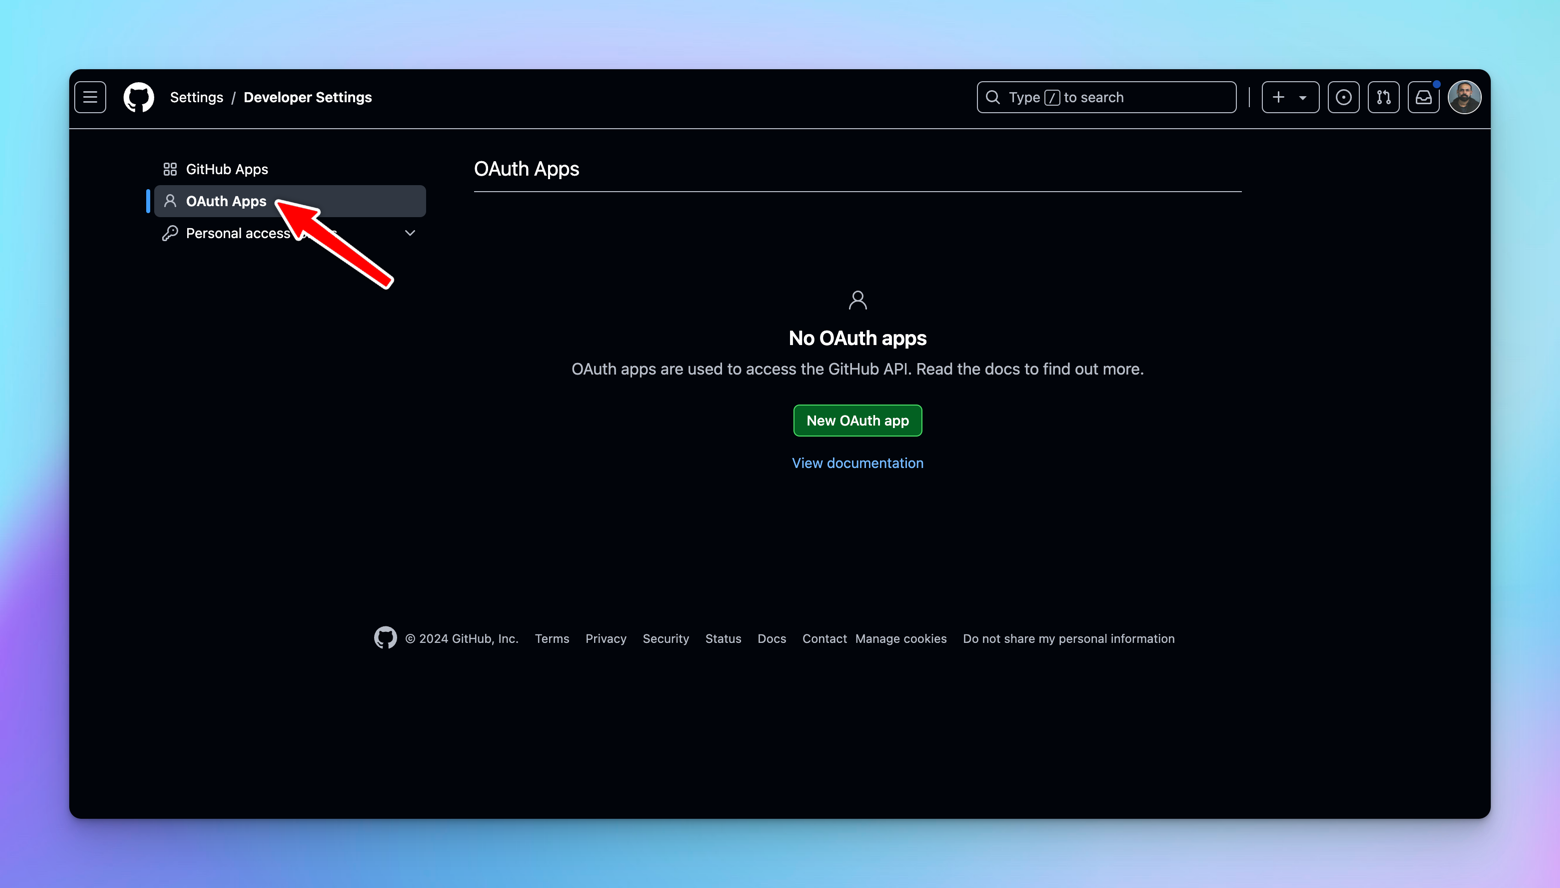 Settings / Developer Settings
Type / to search
GitHub Apps
OAuth Apps
Personal access
OAuth Apps
No OAuth apps
OAuth apps are used to access the GitHub API. Read the docs to find out more.
New OAuth app
View documentation
© 2024 GitHub, Inc. Terms Privacy Security Status Docs Contact Manage cookies Do not share my personal information